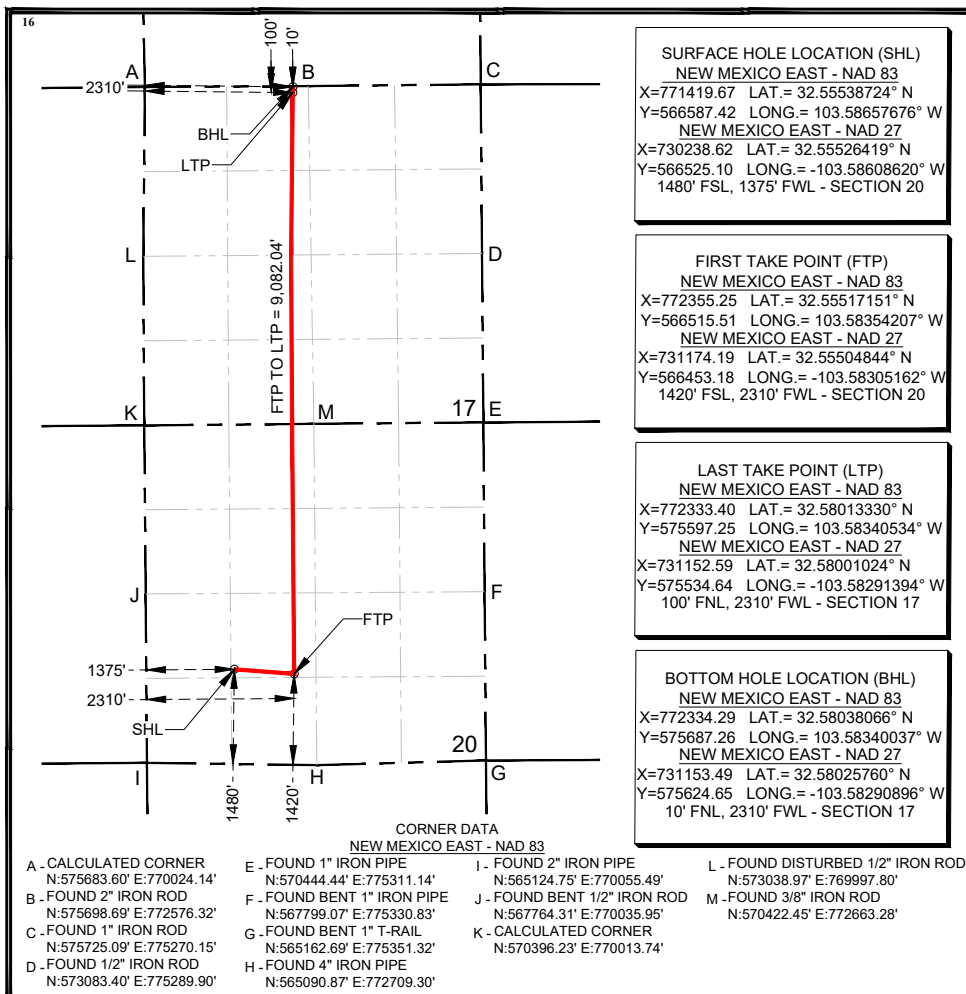 16
100'
10'
A
B
C
2310'
BHL
LTP
L
D
FTP TO LTP = 9,082.04'
K
M
17
E
J
F
FTP
1375'
2310'
SHL
20
I
H
G
1480'
1420'
SURFACE HOLE LOCATION (SHL)
NEW MEXICO EAST - NAD 83
X=771419.67 LAT.= 32.55538724° N
Y=566587.42 LONG.= 103.58657676° W
NEW MEXICO EAST - NAD 27
X=730238.62 LAT.= 32.55526419° N
Y=566525.10 LONG.= -103.58608620° W
1480' FSL, 1375' FWL - SECTION 20
FIRST TAKE POINT (FTP)
NEW MEXICO EAST - NAD 83
X=772355.25 LAT.= 32.55517151° N
Y=566515.51 LONG.= 103.58354207° W
NEW MEXICO EAST - NAD 27
X=731174.19 LAT.= 32.55504844° N
Y=566453.18 LONG.= -103.58305162° W
1420' FSL, 2310' FWL - SECTION 20
LAST TAKE POINT (LTP)
NEW MEXICO EAST - NAD 83
X=772333.40 LAT.= 32.58013330° N
Y=575597.25 LONG.= 103.58340534° W
NEW MEXICO EAST - NAD 27
X=731152.59 LAT.= 32.58001024° N
Y=575534.64 LONG.= -103.58291394° W
100' FNL, 2310' FWL - SECTION 17
BOTTOM HOLE LOCATION (BHL)
NEW MEXICO EAST - NAD 83
X=772334.29 LAT.= 32.58038066° N
Y=575687.26 LONG.= 103.58340037° W
NEW MEXICO EAST - NAD 27
X=731153.49 LAT.= 32.58025760° N
Y=575624.65 LONG.= -103.58290896° W
10' FNL, 2310' FWL - SECTION 17
CORNER DATA
NEW MEXICO EAST - NAD 83
A - CALCULATED CORNER
N:575683.60' E:770024.14'
B - FOUND 2" IRON ROD
N:575698.69' E:772576.32'
C - FOUND 1" IRON ROD
N:575725.09' E:775270.15'
D - FOUND 1/2" IRON ROD
N:573083.40' E:775289.90'
E - FOUND 1" IRON PIPE
N:570444.44' E:775311.14'
F - FOUND BENT 1" IRON PIPE
N:567799.07' E:775330.83'
G - FOUND BENT 1" T-RAIL
N:565162.69' E:775351.32'
H - FOUND 4" IRON PIPE
N:565090.87' E:772709.30'
I - FOUND 2" IRON PIPE
N:565124.75' E:770055.49'
J - FOUND BENT 1/2" IRON ROD
N:567764.31' E:770035.95'
K - CALCULATED CORNER
N:570396.23' E:770013.74'
L - FOUND DISTURBED 1/2" IRON ROD
N:573038.97' E:769997.80'
M - FOUND 3/8" IRON ROD
N:570422.45' E:772663.28'